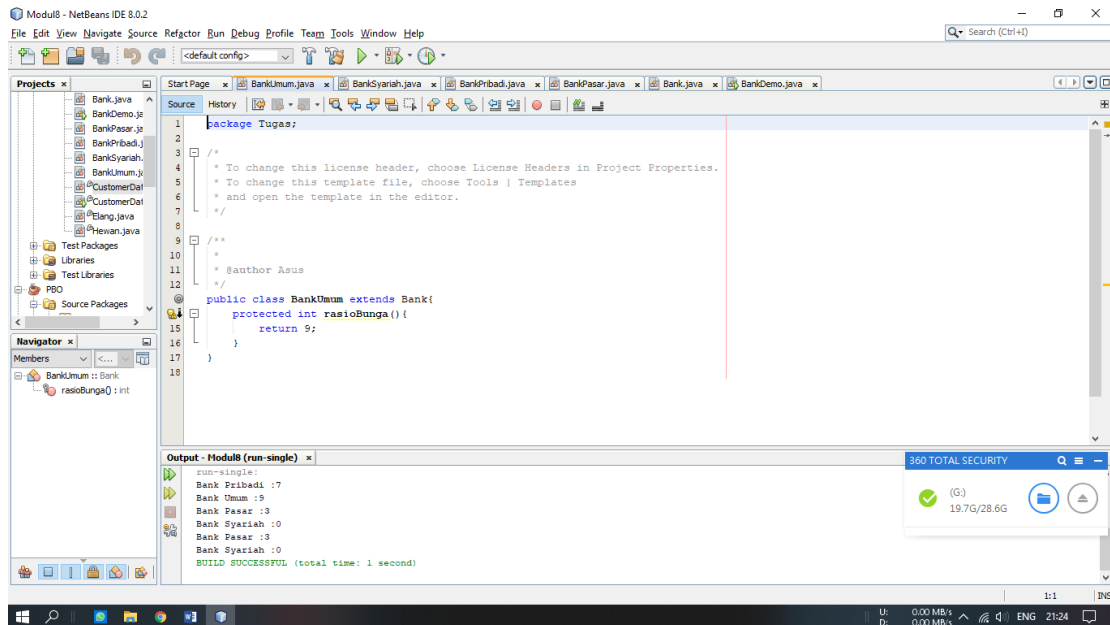 Modul8 - NetBeans IDE 8.0.2
File Edit View Navigate Source Refactor Run Debug Profile Team Tools Window Help
Search (Ctrl+I)
<default config>
Projects
Bank.java
BankDemo.ja
BankPasar.ja
BankPribadi.j
BankSyariah.
BankUmum.ja
CustomerDat
CustomerDat
Elang.java
Hewan.java
Test Packages
Libraries
Test Libraries
PBO
Source Packages
Navigator
Members
<...
BankUmum :: Bank
rasioBunga() : int
Start Page BankUmum.java BankSyariah.java BankPribadi.java BankPasar.java Bank.java BankDemo.java
Source History
1 package Tugas;
2
3 /*
4 * To change this license header, choose License Headers in Project Properties.
5 * To change this template file, choose Tools | Templates
6 * and open the template in the editor.
7 */
8
9 /**
10 *
11 * @author Asus
12 */
public class BankUmum extends Bank{
protected int rasioBunga(){
15 return 9;
16 }
17 }
18
Output - Modul8 (run-single)
run-single:
Bank Pribadi :7
Bank Umum :9
Bank Pasar :3
Bank Syariah :0
Bank Pasar :3
Bank Syariah :0
BUILD SUCCESSFUL (total time: 1 second)
360 TOTAL SECURITY
(G:)
19.7G/28.6G
1:1 INS
U: 0.00 MB/s
D: 0.00 MB/s
ENG 21:24